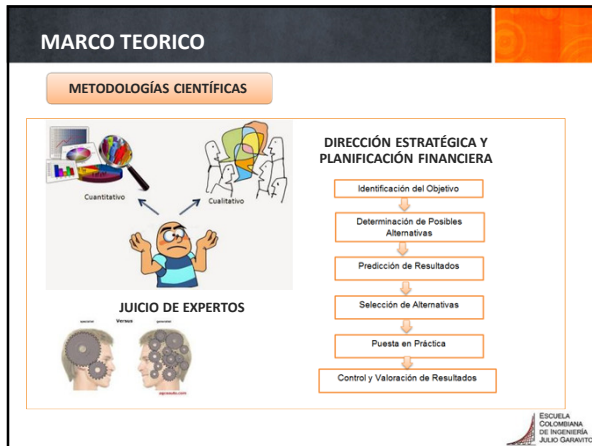 MARCO TEORICO
METODOLOGÍAS CIENTÍFICAS
Cuantitativo
Cualitativo
JUICIO DE EXPERTOS
Versus
DIRECCIÓN ESTRATÉGICA Y
PLANIFICACIÓN FINANCIERA
Identificación del Objetivo
Determinación de Posibles
Alternativas
Predicción de Resultados
Selección de Alternativas
Puesta en Práctica
Control y Valoración de Resultados
ESCUELA
COLOMBIANA
DE INGENIERÍA
JULIO GARAVITO